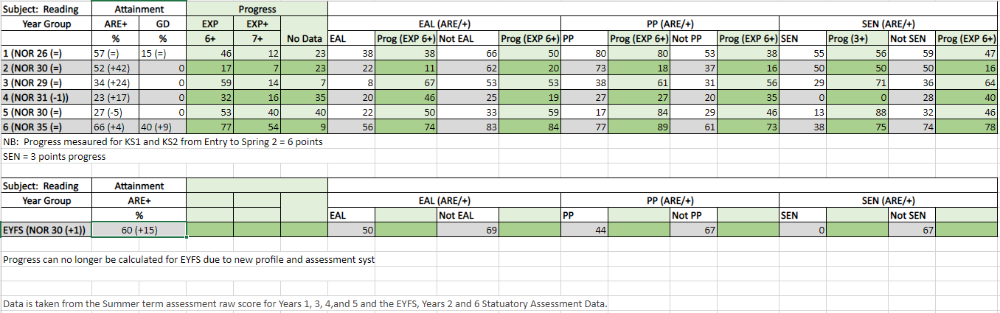 Subject: Reading Attainment Progress
Year Group ARE+ GD EXP EXP+ EAL (ARE/+) PP (ARE/+) SEN (ARE/+)
% % 6+ 7+ No Data EAL Prog (EXP 6+) Not EAL Prog (EXP 6+) PP Prog (EXP 6+) Not PP Prog (EXP 6+) SEN Prog (3+) Not SEN Prog (EXP 6+)
1 (NOR 26 (=) 57 (=) 15 (=) 46 12 23 38 38 66 50 80 80 53 38 55 56 59 47
2 (NOR 30 (=) 52 (+42) 0 17 7 23 22 11 62 20 73 18 37 16 50 50 50 16
3 (NOR 29 (=) 34 (+24) 0 59 14 7 8 67 53 53 38 61 31 56 29 71 36 64
4 (NOR 31 (-1)) 23 (+17) 0 32 16 35 20 46 25 19 27 27 20 35 0 0 28 40
5 (NOR 30 (=) 27 (-5) 0 53 40 40 22 50 33 59 17 84 29 46 13 88 32 46
6 (NOR 35 (=) 66 (+4) 40 (+9) 77 54 9 56 74 83 84 77 89 61 73 38 75 74 78
NB: Progress mesaured for KS1 and KS2 from Entry to Spring 2 = 6 points
SEN = 3 points progress
Subject: Reading Attainment
Year Group ARE+ EAL (ARE/+) PP (ARE/+) SEN (ARE/+)
% EAL Not EAL PP Not PP SEN Not SEN
EYFS (NOR 30 (+1)) 60 (+15) 50 69 44 67 0 67
Progress can no longer be calculated for EYFS due to new profile and assessment syst
Data is taken from the Summer term assessment raw score for Years 1, 3, 4,and 5 and the EYFS, Years 2 and 6 Statuatory Assessment Data.